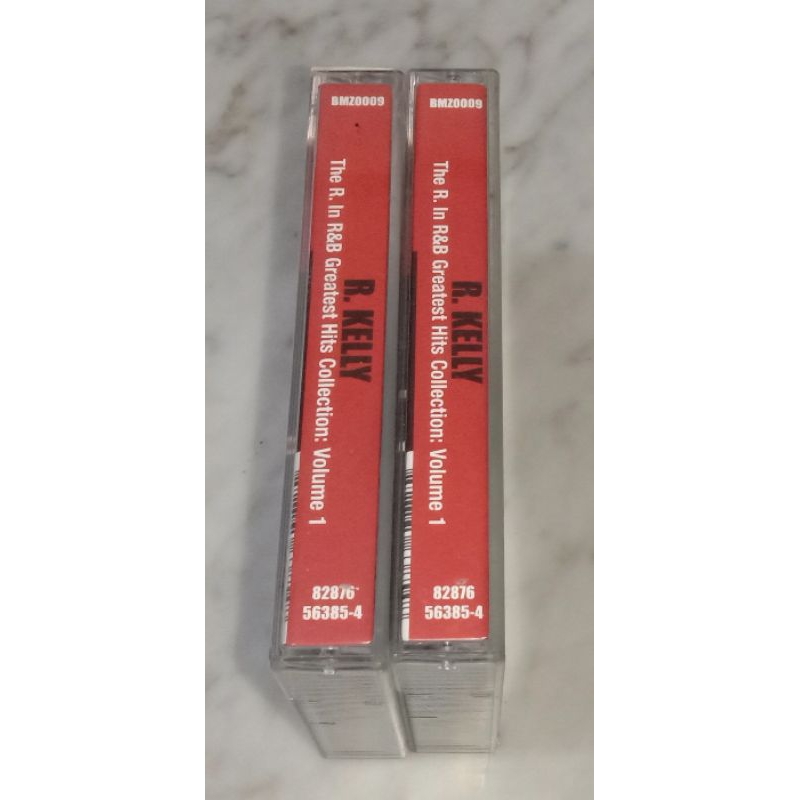 BMZ0009
R. KELLY
The R. In R&B Greatest Hits Collection: Volume 1
82876
56385-4
BMZ0009
R. KELLY
The R. In R&B Greatest Hits Collection: Volume 1
82876
56385-4